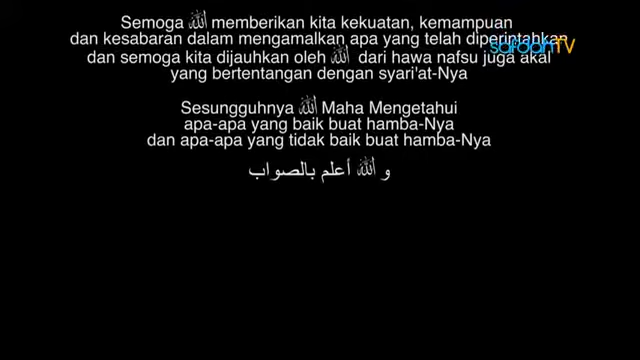 Semoga الله memberikan kita kekuatan, kemampuan
dan kesabaran dalam mengamalkan apa yang telah diperintahkan
dan semoga kita dijauhkan oleh الله dari hawa nafsu juga akal
yang bertentangan dengan syari'at-Nya
Sesungguhnya الله Maha Mengetahui
apa-apa yang baik buat hamba-Nya
dan apa-apa yang tidak baik buat hamba-Nya
و الله أعلم بالصواب
safdahTV